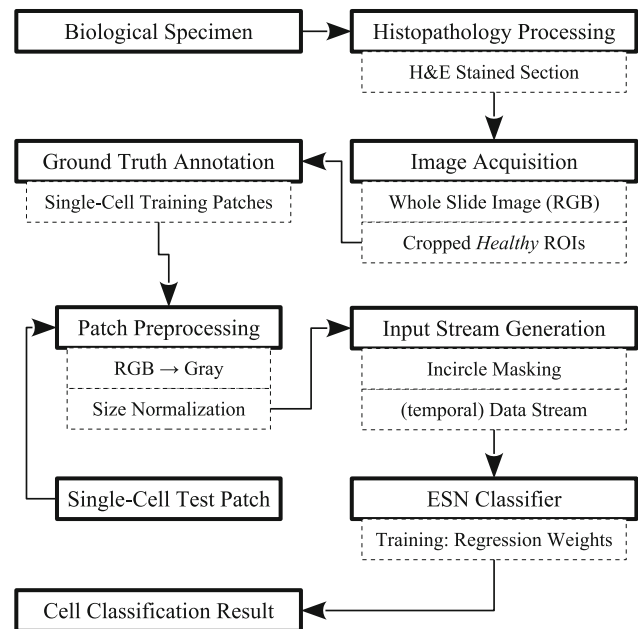 Biological Specimen
Histopathology Processing
H&E Stained Section
Ground Truth Annotation
Single-Cell Training Patches
Image Acquisition
Whole Slide Image (RGB)
Cropped Healthy ROIs
Patch Preprocessing
RGB → Gray
Size Normalization
Input Stream Generation
Incircle Masking
(temporal) Data Stream
Single-Cell Test Patch
ESN Classifier
Training: Regression Weights
Cell Classification Result